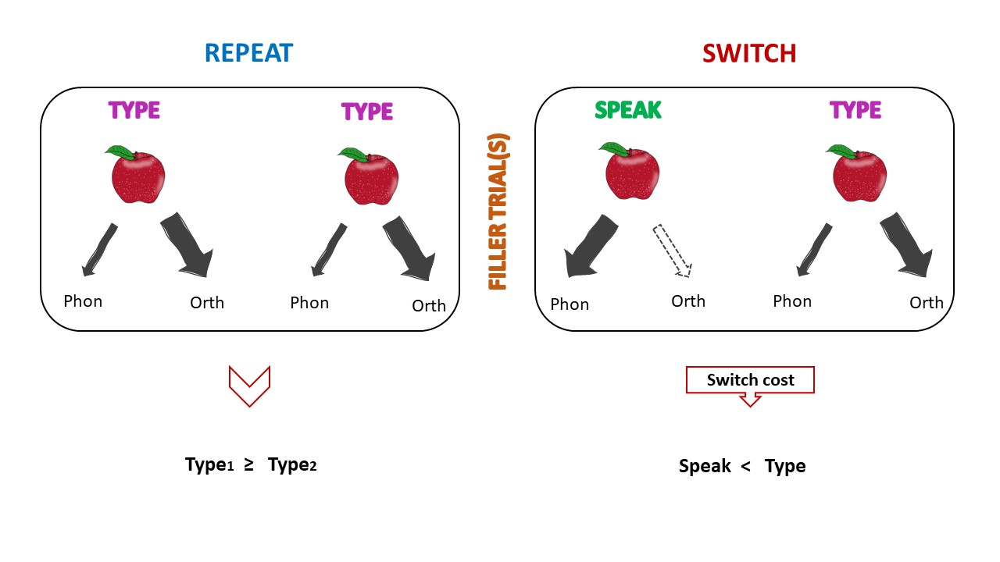 REPEAT
SWITCH
TYPE
TYPE
SPEAK
TYPE
FILLER TRIAL(S)
Phon
Orth
Phon
Orth
Phon
Orth
Phon
Orth
Switch cost
Type1 ≥ Type2
Speak < Type